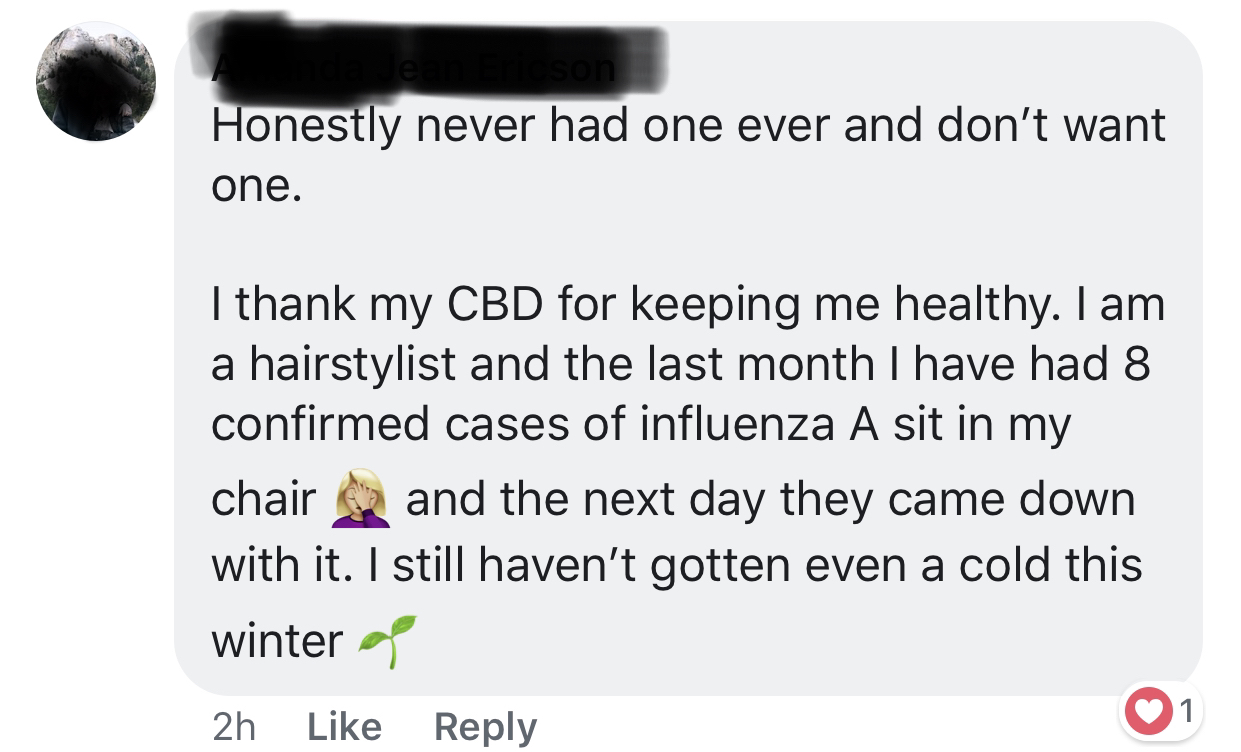 Honestly never had one ever and don't want
one.
I thank my CBD for keeping me healthy. I am
a hairstylist and the last month I have had 8
confirmed cases of influenza A sit in my
chair 🤦🏼‍♀️ and the next day they came down
with it. I still haven't gotten even a cold this
winter 🌱
2h Like Reply
1